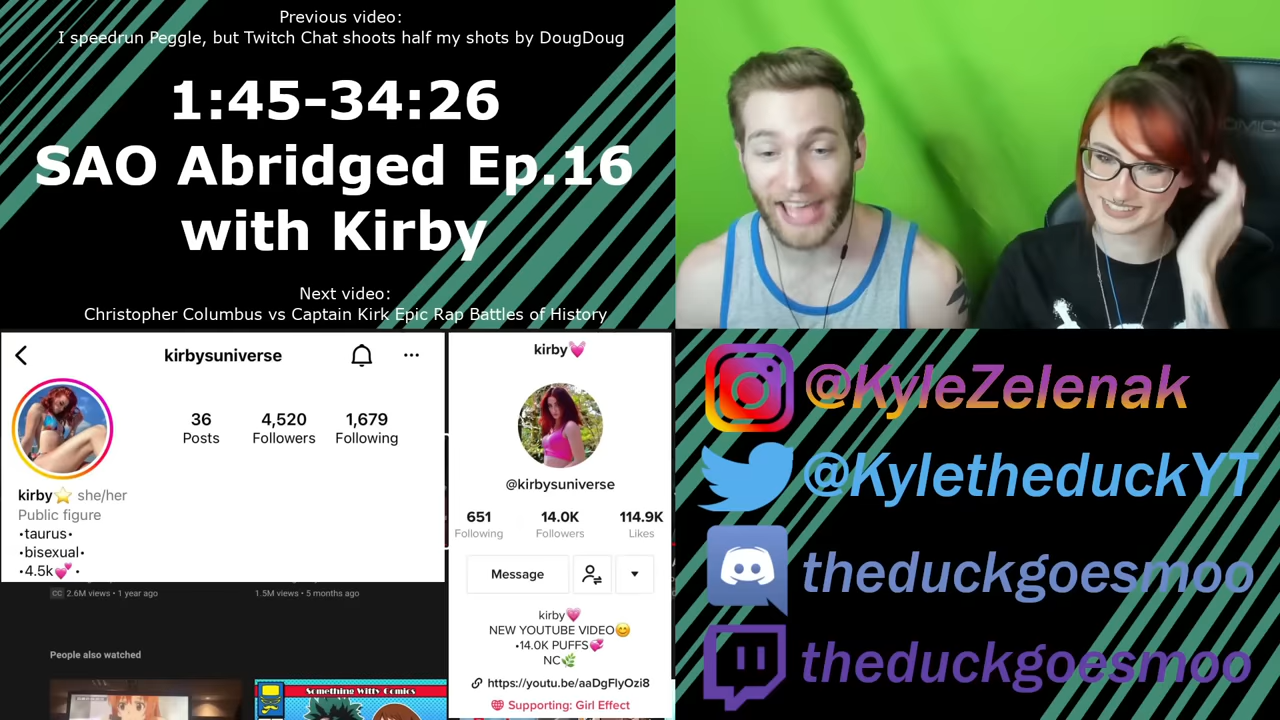 Previous video:
I speedrun Peggle, but Twitch Chat shoots half my shots by DougDoug
1:45-34:26
SAO Abridged Ep.16
with Kirby
Next video:
Christopher Columbus vs Captain Kirk Epic Rap Battles of History
kirbysuniverse
36
4,520
1,679
Posts
Followers
Following
kirby⭐ she/her
Public figure
•taurus•
•bisexual•
•4.5k💕 •
CC 2.6M views • 1 year ago
1.5M views • 5 months ago
People also watched
Something Witty Comics
kirby💓
@kirbysuniverse
651
14.0K
114.9K
Following
Followers
Likes
Message
kirby💗
NEW YOUTUBE VIDEO😊
•14.0K PUFFS💞
NC🌿
https://youtu.be/aaDgFlyOzi8
Supporting: Girl Effect
@KyleZelenak
@KyletheduckYT
theduckgoesmoo
theduckgoesmoo